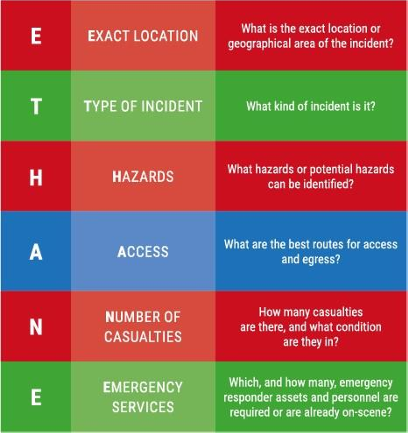 E
EXACT LOCATION
What is the exact location or
geographical area of the incident?
T
TYPE OF INCIDENT
What kind of incident is it?
H
HAZARDS
What hazards or potential hazards
can be identified?
A
ACCESS
What are the best routes for access
and egress?
N
NUMBER OF
CASUALTIES
How many casualties
are there, and what condition
are they in?
E
EMERGENCY
SERVICES
Which, and how many, emergency
responder assets and personnel are
required or are already on-scene?